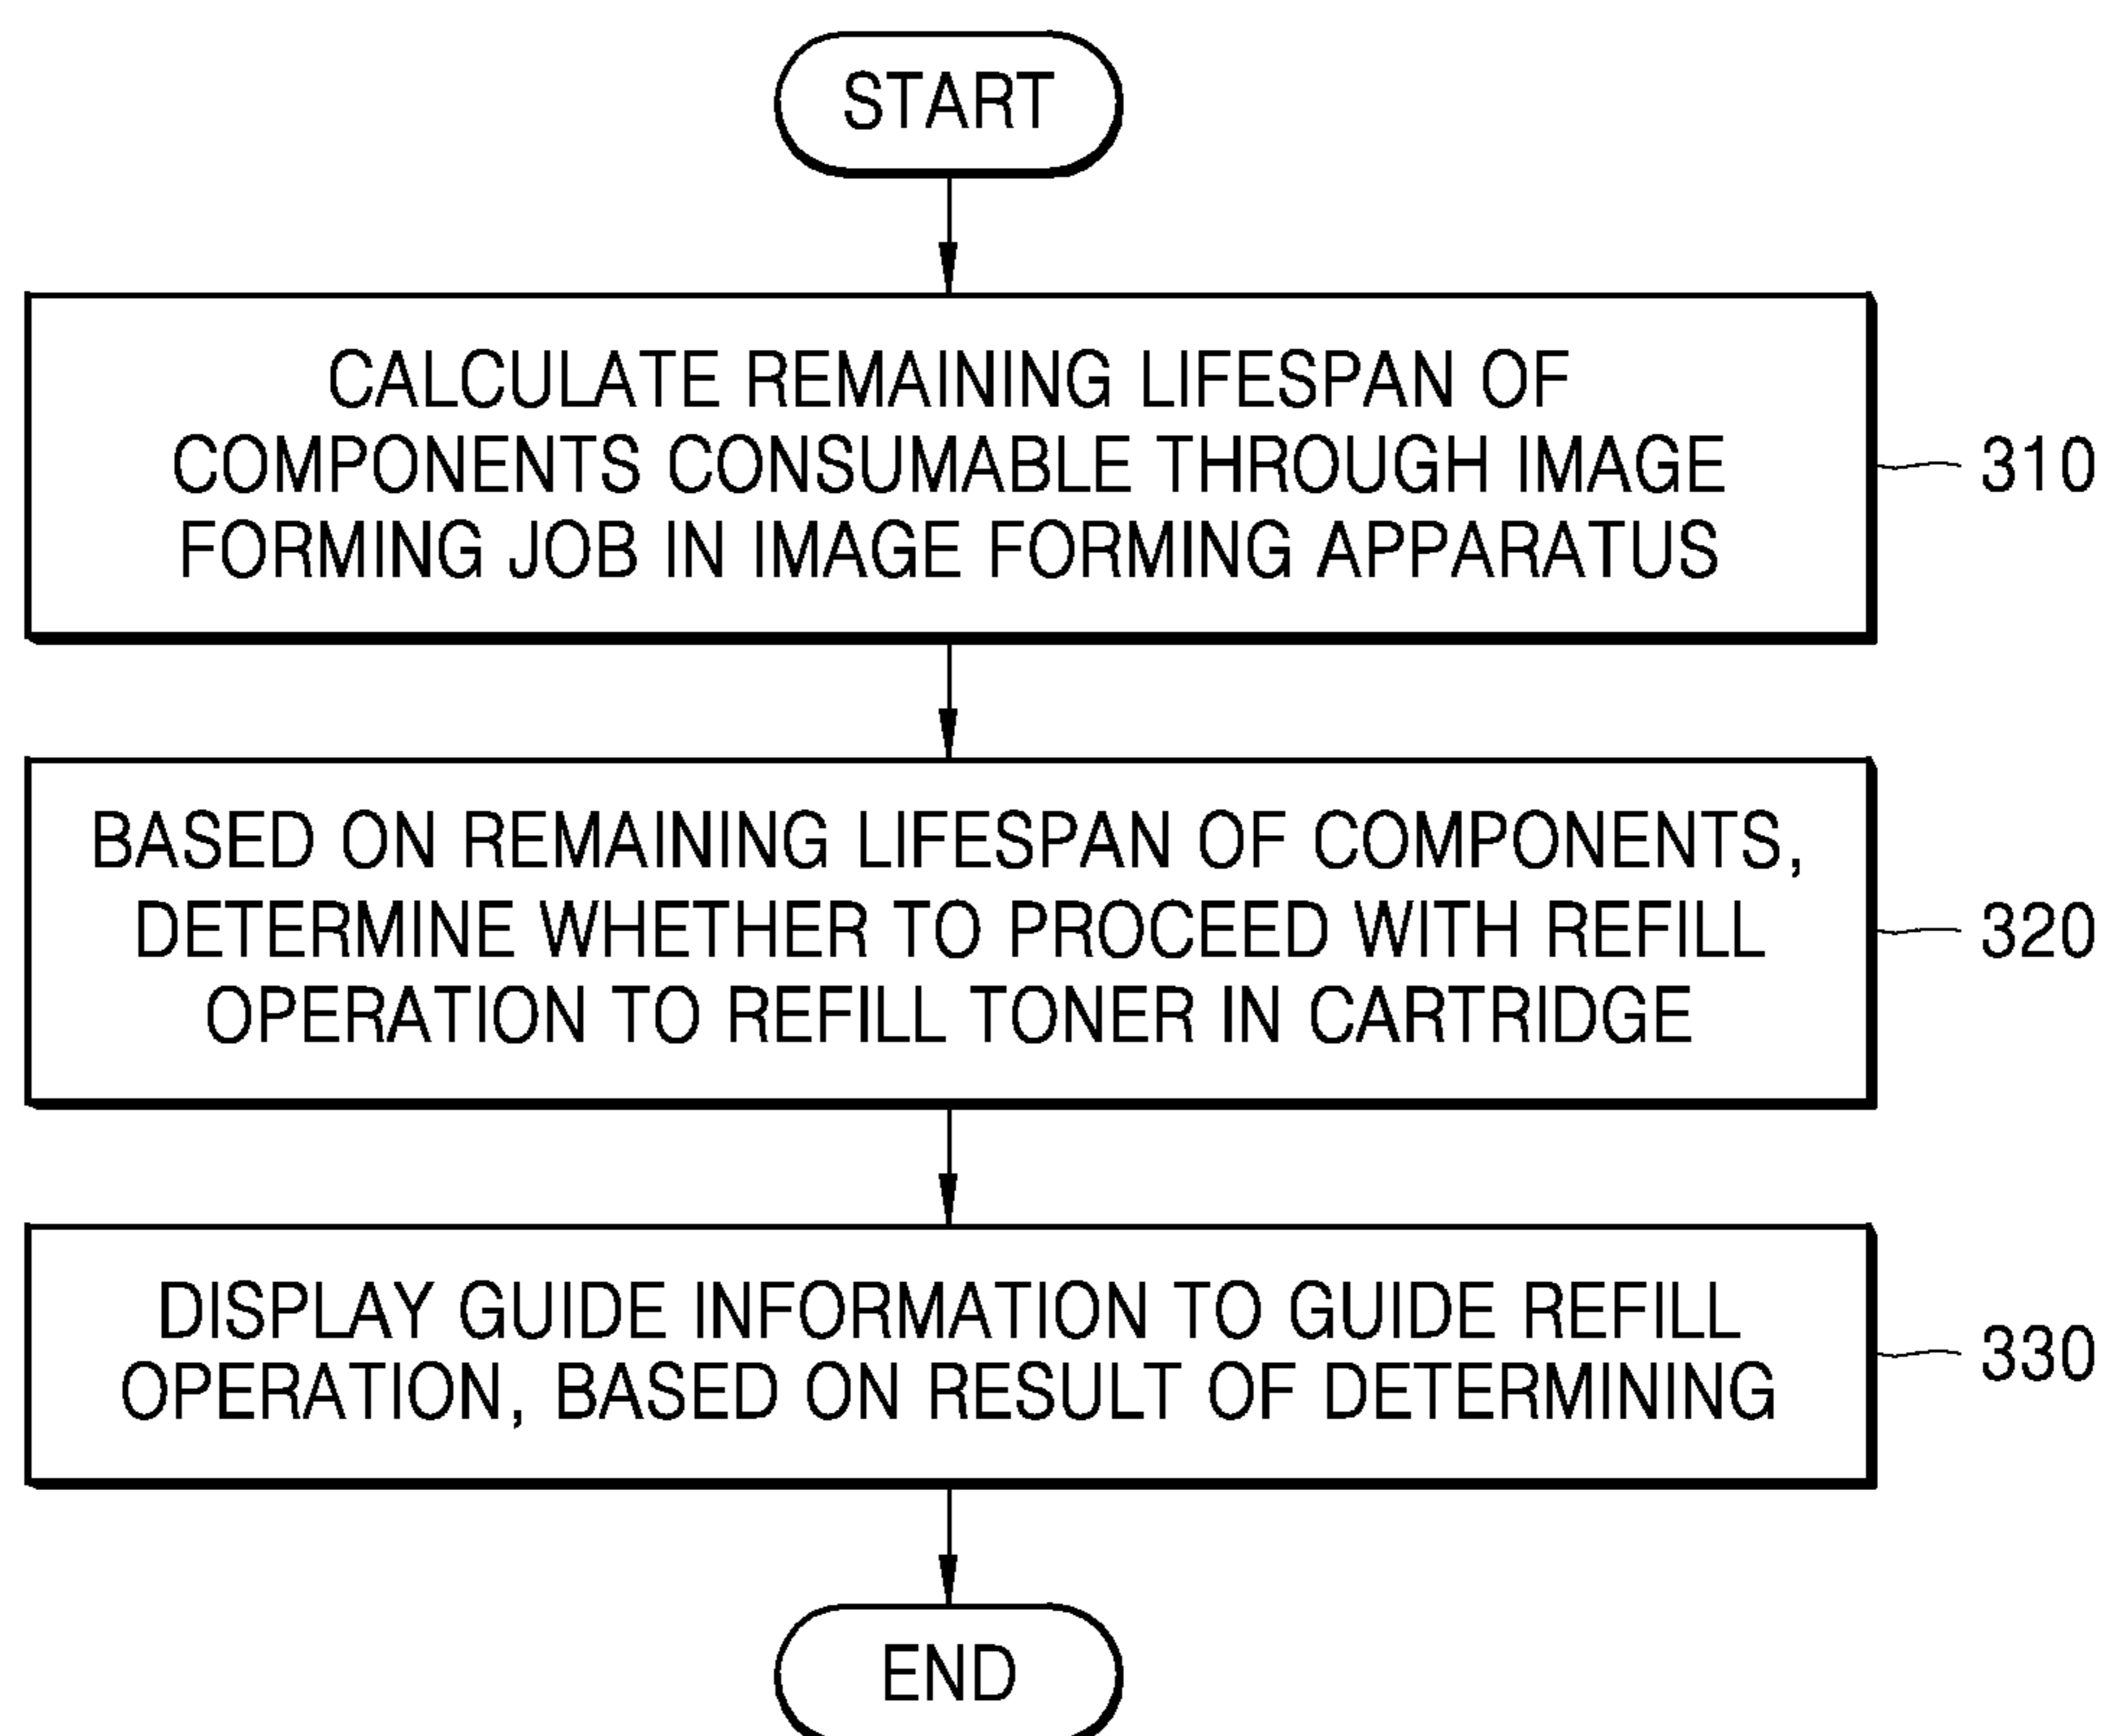 START
CALCULATE REMAINING LIFESPAN OF
COMPONENTS CONSUMABLE THROUGH IMAGE
FORMING JOB IN IMAGE FORMING APPARATUS
310
BASED ON REMAINING LIFESPAN OF COMPONENTS,
DETERMINE WHETHER TO PROCEED WITH REFILL
OPERATION TO REFILL TONER IN CARTRIDGE
320
DISPLAY GUIDE INFORMATION TO GUIDE REFILL
OPERATION, BASED ON RESULT OF DETERMINING
330
END